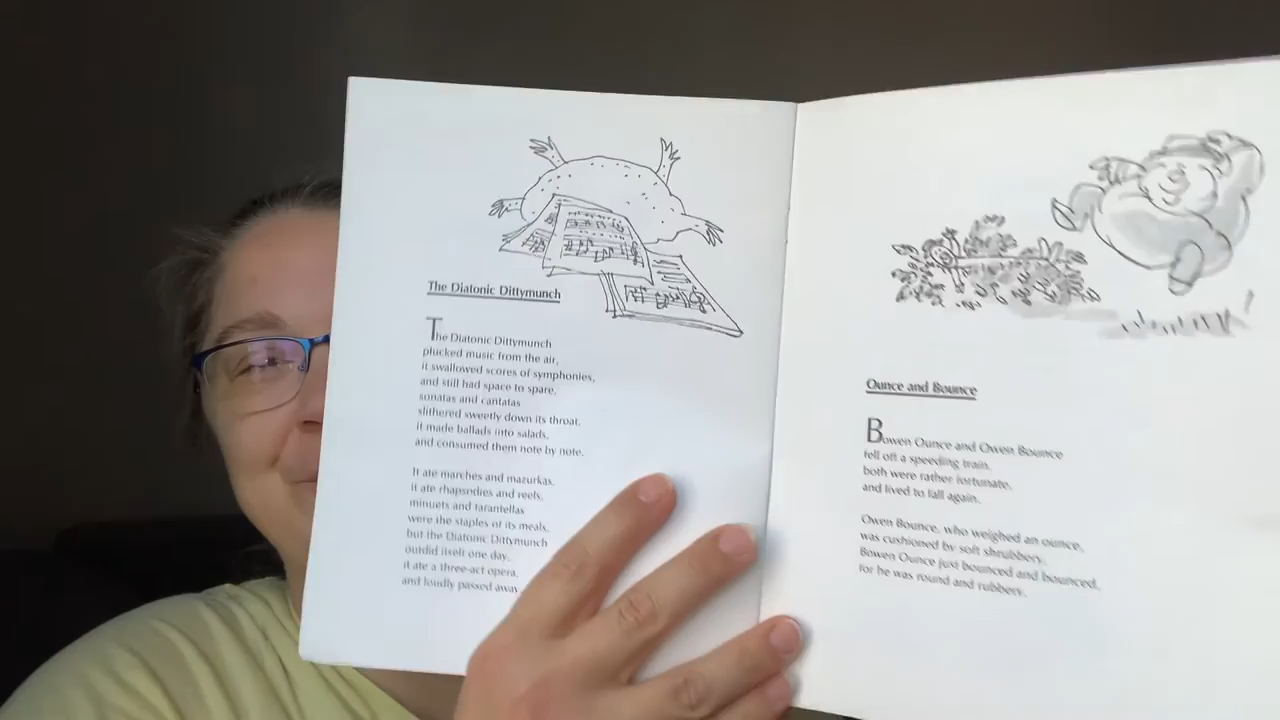 The Diatonic Dittymunch
The Diatonic Dittymunch
plucked music from the air,
it swallowed scores of symphonies,
and still had space to spare,
sonatas and cantatas
slithered sweetly down its throat,
it made ballads into salads,
and consumed them note by note.
It ate marches and mazurkas,
it ate rhapsodies and reels,
minuets and tarantellas
were the staples of its meals,
but the Diatonic Dittymunch
outdid itself one day,
it ate a three-act opera,
and loudly passed away.
Ounce and Bounce
Bowen Ounce and Owen Bounce
fell off a speeding train,
both were rather fortunate,
and lived to fall again.
Owen Bounce, who weighed an ounce,
was cushioned by soft shrubbery,
Bowen Ounce just bounced and bounced,
for he was round and rubbery.